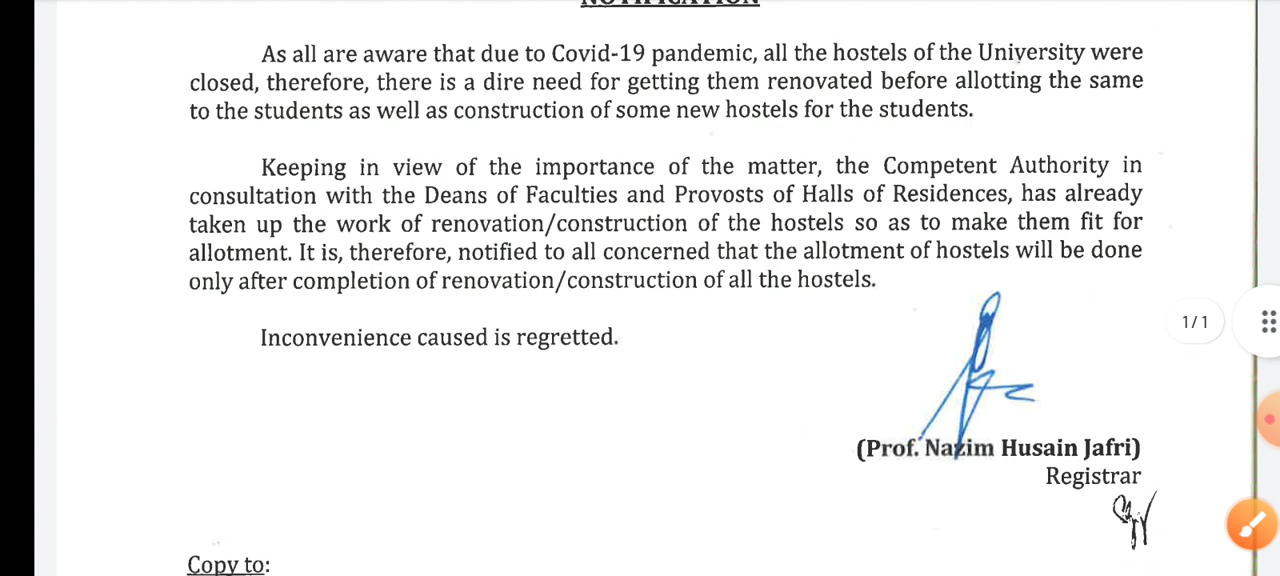 NOTIFICATION
As all are aware that due to Covid-19 pandemic, all the hostels of the University were
closed, therefore, there is a dire need for getting them renovated before allotting the same
to the students as well as construction of some new hostels for the students.
Keeping in view of the importance of the matter, the Competent Authority in
consultation with the Deans of Faculties and Provosts of Halls of Residences, has already
taken up the work of renovation/construction of the hostels so as to make them fit for
allotment. It is, therefore, notified to all concerned that the allotment of hostels will be done
only after completion of renovation/construction of all the hostels.
1/1
Inconvenience caused is regretted.
(Prof. Nazim Husain Jafri)
Registrar
Copy to: